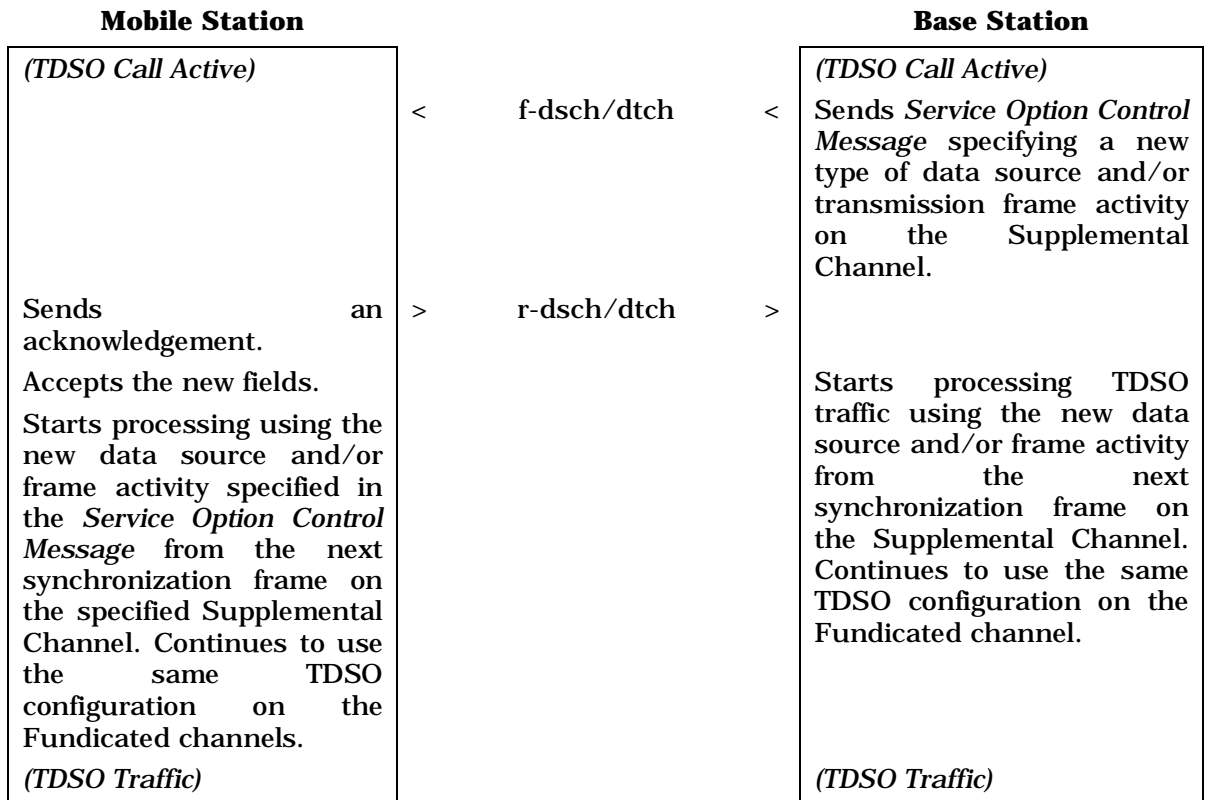 Mobile Station
Base Station
(TDSO Call Active)
(TDSO Call Active)
< f-dsch/dtch <
Sends Service Option Control
Message specifying a new
type of data source and/or
transmission frame activity
on the Supplemental
Channel.
Sends an
acknowledgement.
> r-dsch/dtch >
Accepts the new fields.
Starts processing using the
new data source and/or
frame activity specified in
the Service Option Control
Message from the next
synchronization frame on
the specified Supplemental
Channel. Continues to use
the same TDSO
configuration on the
Fundicated channels.
Starts processing TDSO
traffic using the new data
source and/or frame activity
from the next
synchronization frame on
the Supplemental Channel.
Continues to use the same
TDSO configuration on the
Fundicated channel.
(TDSO Traffic)
(TDSO Traffic)